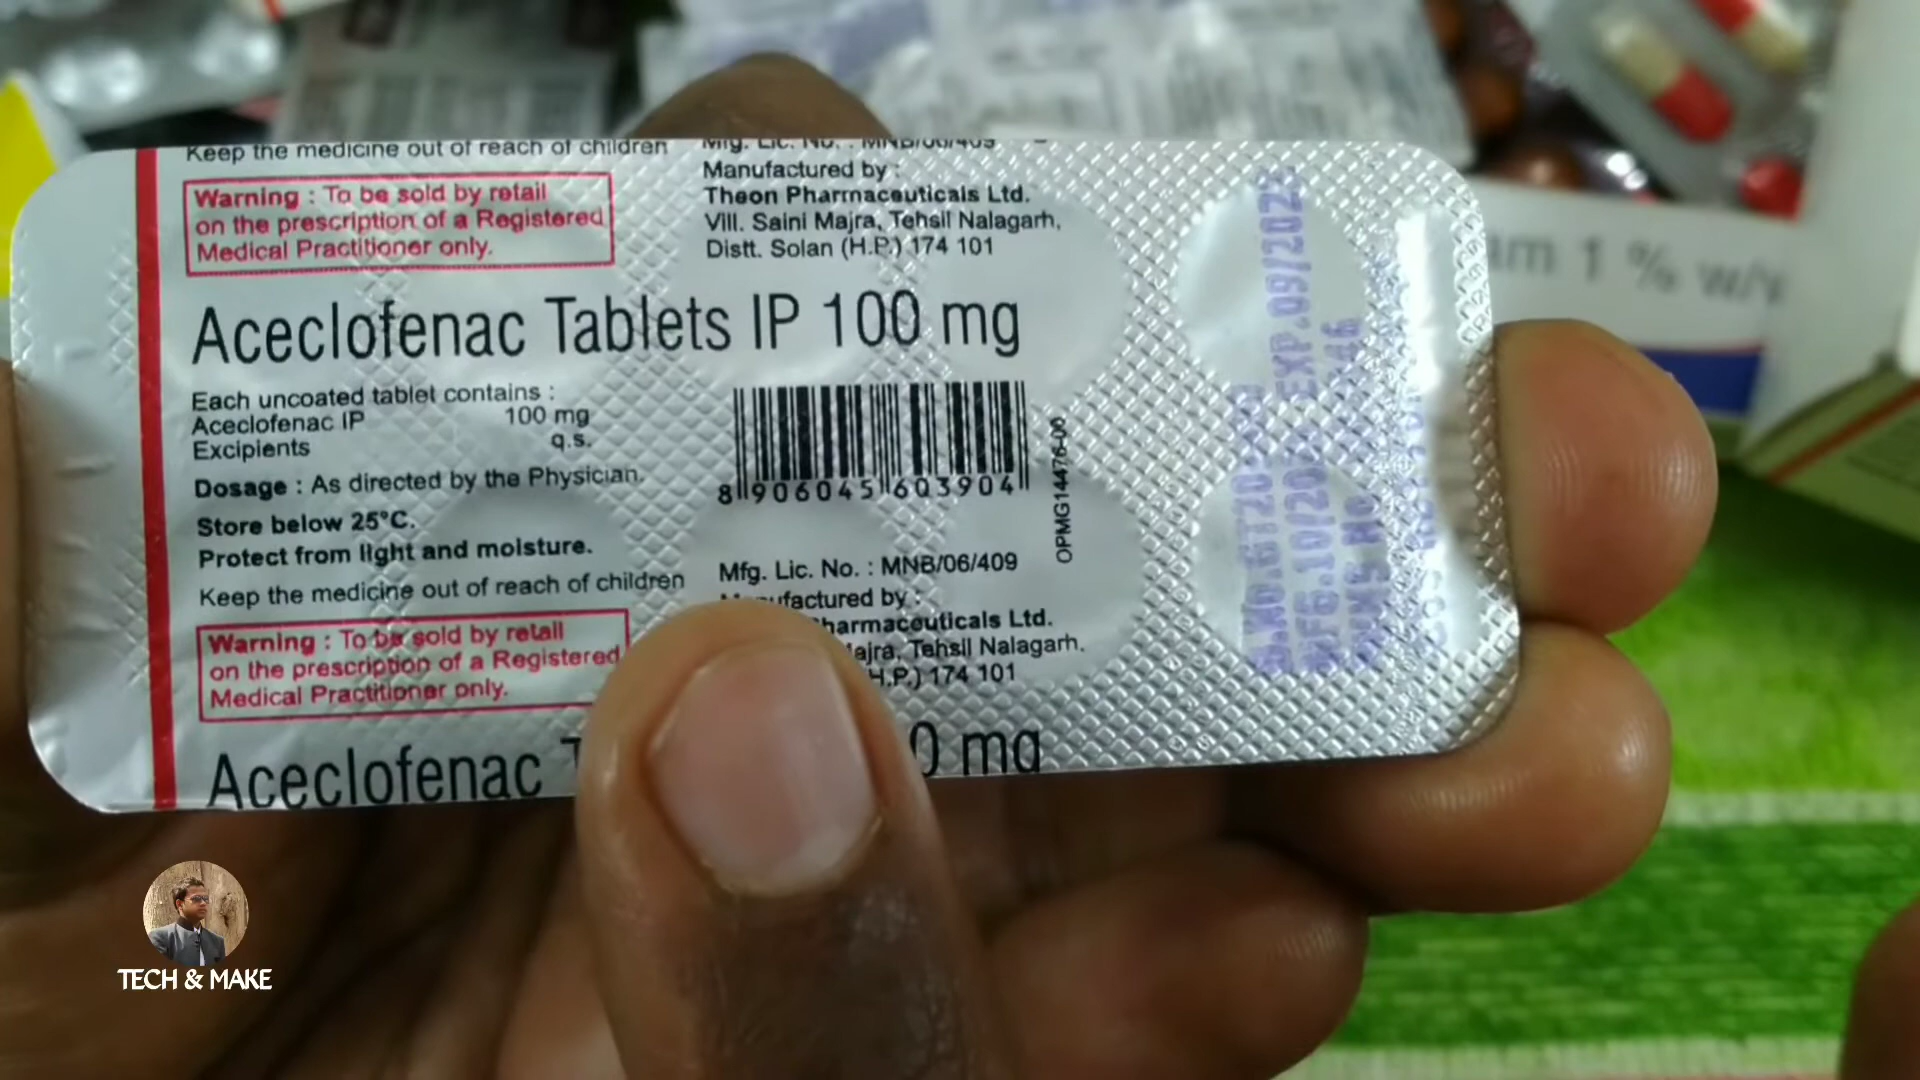 Keep the medicine out of reach of children
Warning : To be sold by retail
on the prescription of a Registered
Medical Practitioner only.
Mfg. Lic. No. : MNB/06/409
Manufactured by :
Theon Pharmaceuticals Ltd.
Vill. Saini Majra, Tehsil Nalagarh,
Distt. Solan (H.P.) 174 101
Aceclofenac Tablets IP 100 mg
Each uncoated tablet contains :
Aceclofenac IP 100 mg
Excipients q.s.
Dosage : As directed by the Physician.
Store below 25°C.
Protect from light and moisture.
Keep the medicine out of reach of children
Warning : To be sold by retail
on the prescription of a Registered
Medical Practitioner only.
8 906045 603904
OPMG14476-00
Mfg. Lic. No. : MNB/06/409
factured by :
harmaceuticals Ltd.
ajra, Tehsil Nalagarh.
H.P.) 174 101
Aceclofenac
0 mg
1 % w/v
TECH & MAKE